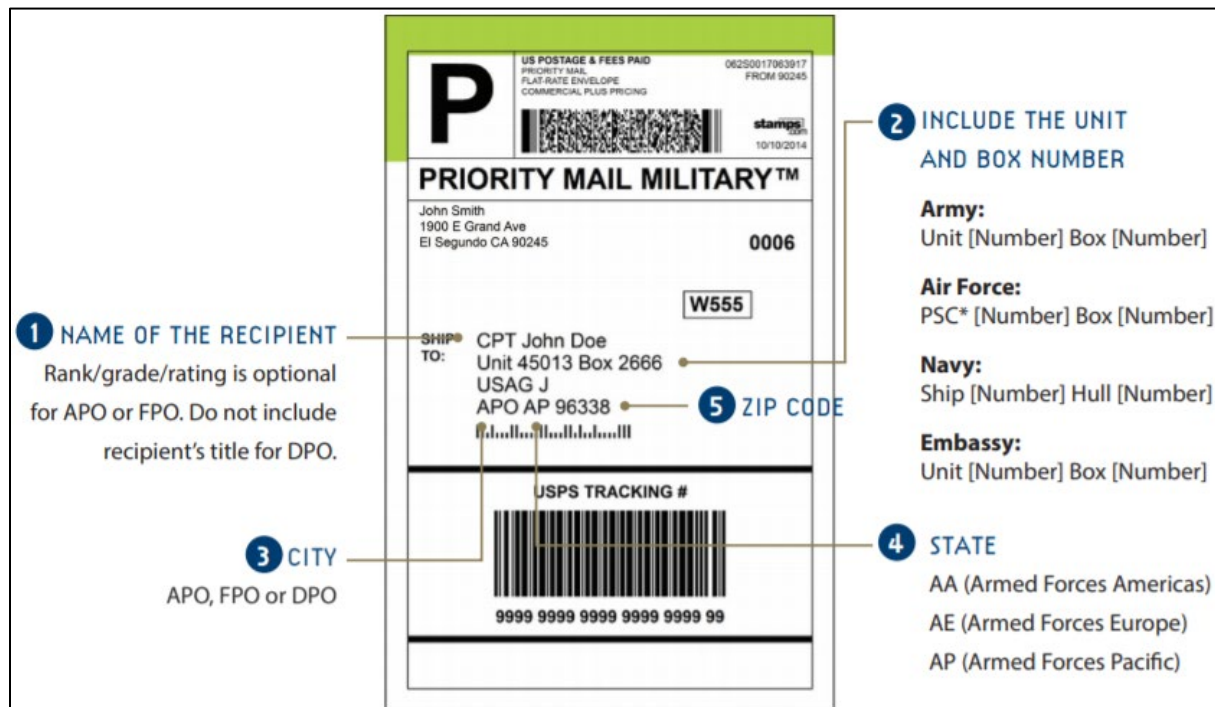 P
US POSTAGE & FEES PAID
PRIORITY MAIL
FLAT-RATE ENVELOPE
COMMERCIAL PLUS PRICING
062S0017063917
FROM 90245
stamps
.com
10/10/2014
PRIORITY MAIL MILITARY™
John Smith
1900 E Grand Ave
El Segundo CA 90245
0006
W555
SHIP
TO:
CPT John Doe
Unit 45013 Box 2666
USAG J
APO AP 96338
USPS TRACKING #
9999 9999 9999 9999 9999 99
1 NAME OF THE RECIPIENT
Rank/grade/rating is optional
for APO or FPO. Do not include
recipient's title for DPO.
2 INCLUDE THE UNIT
AND BOX NUMBER
Army:
Unit [Number] Box [Number]
Air Force:
PSC* [Number] Box [Number]
Navy:
Ship [Number] Hull [Number]
Embassy:
Unit [Number] Box [Number]
3 CITY
APO, FPO or DPO
4 STATE
AA (Armed Forces Americas)
AE (Armed Forces Europe)
AP (Armed Forces Pacific)
5 ZIP CODE